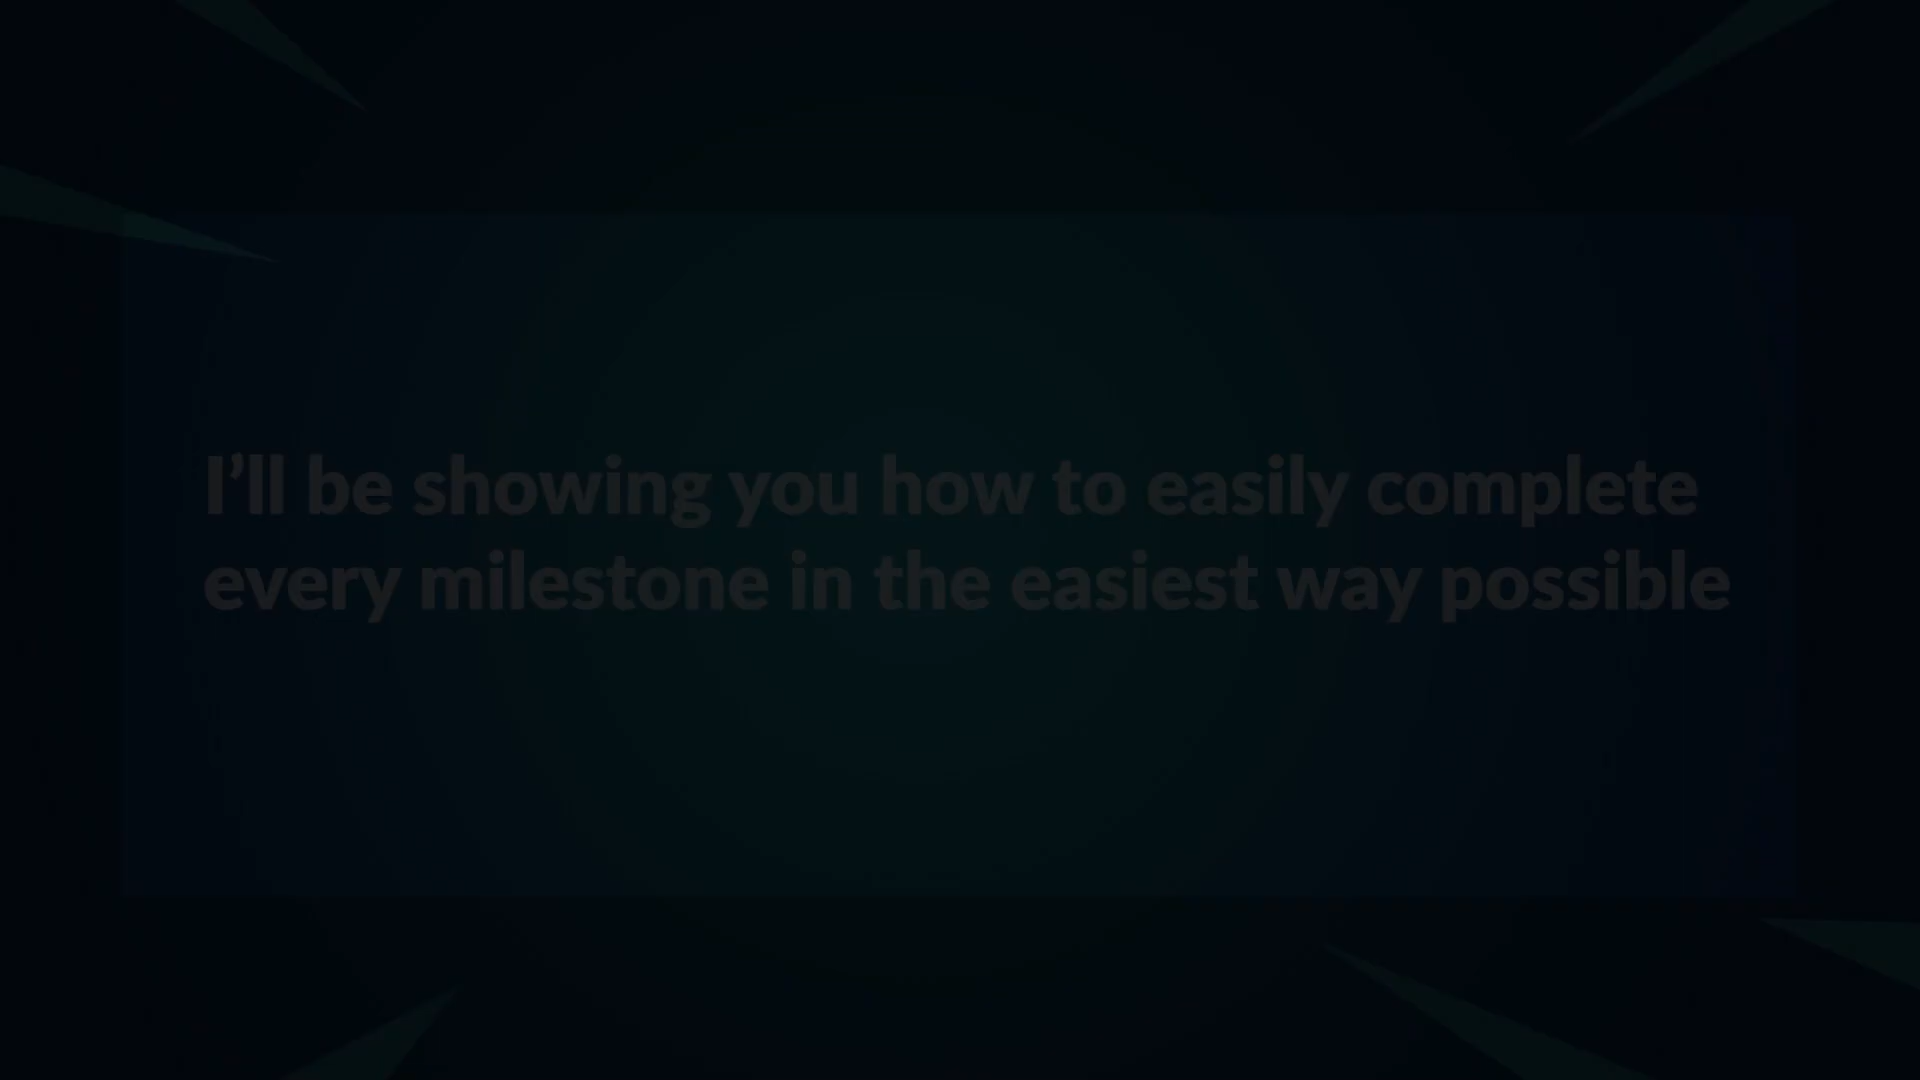 I’ll be showing you how to easily complete
every milestone in the easiest way possible